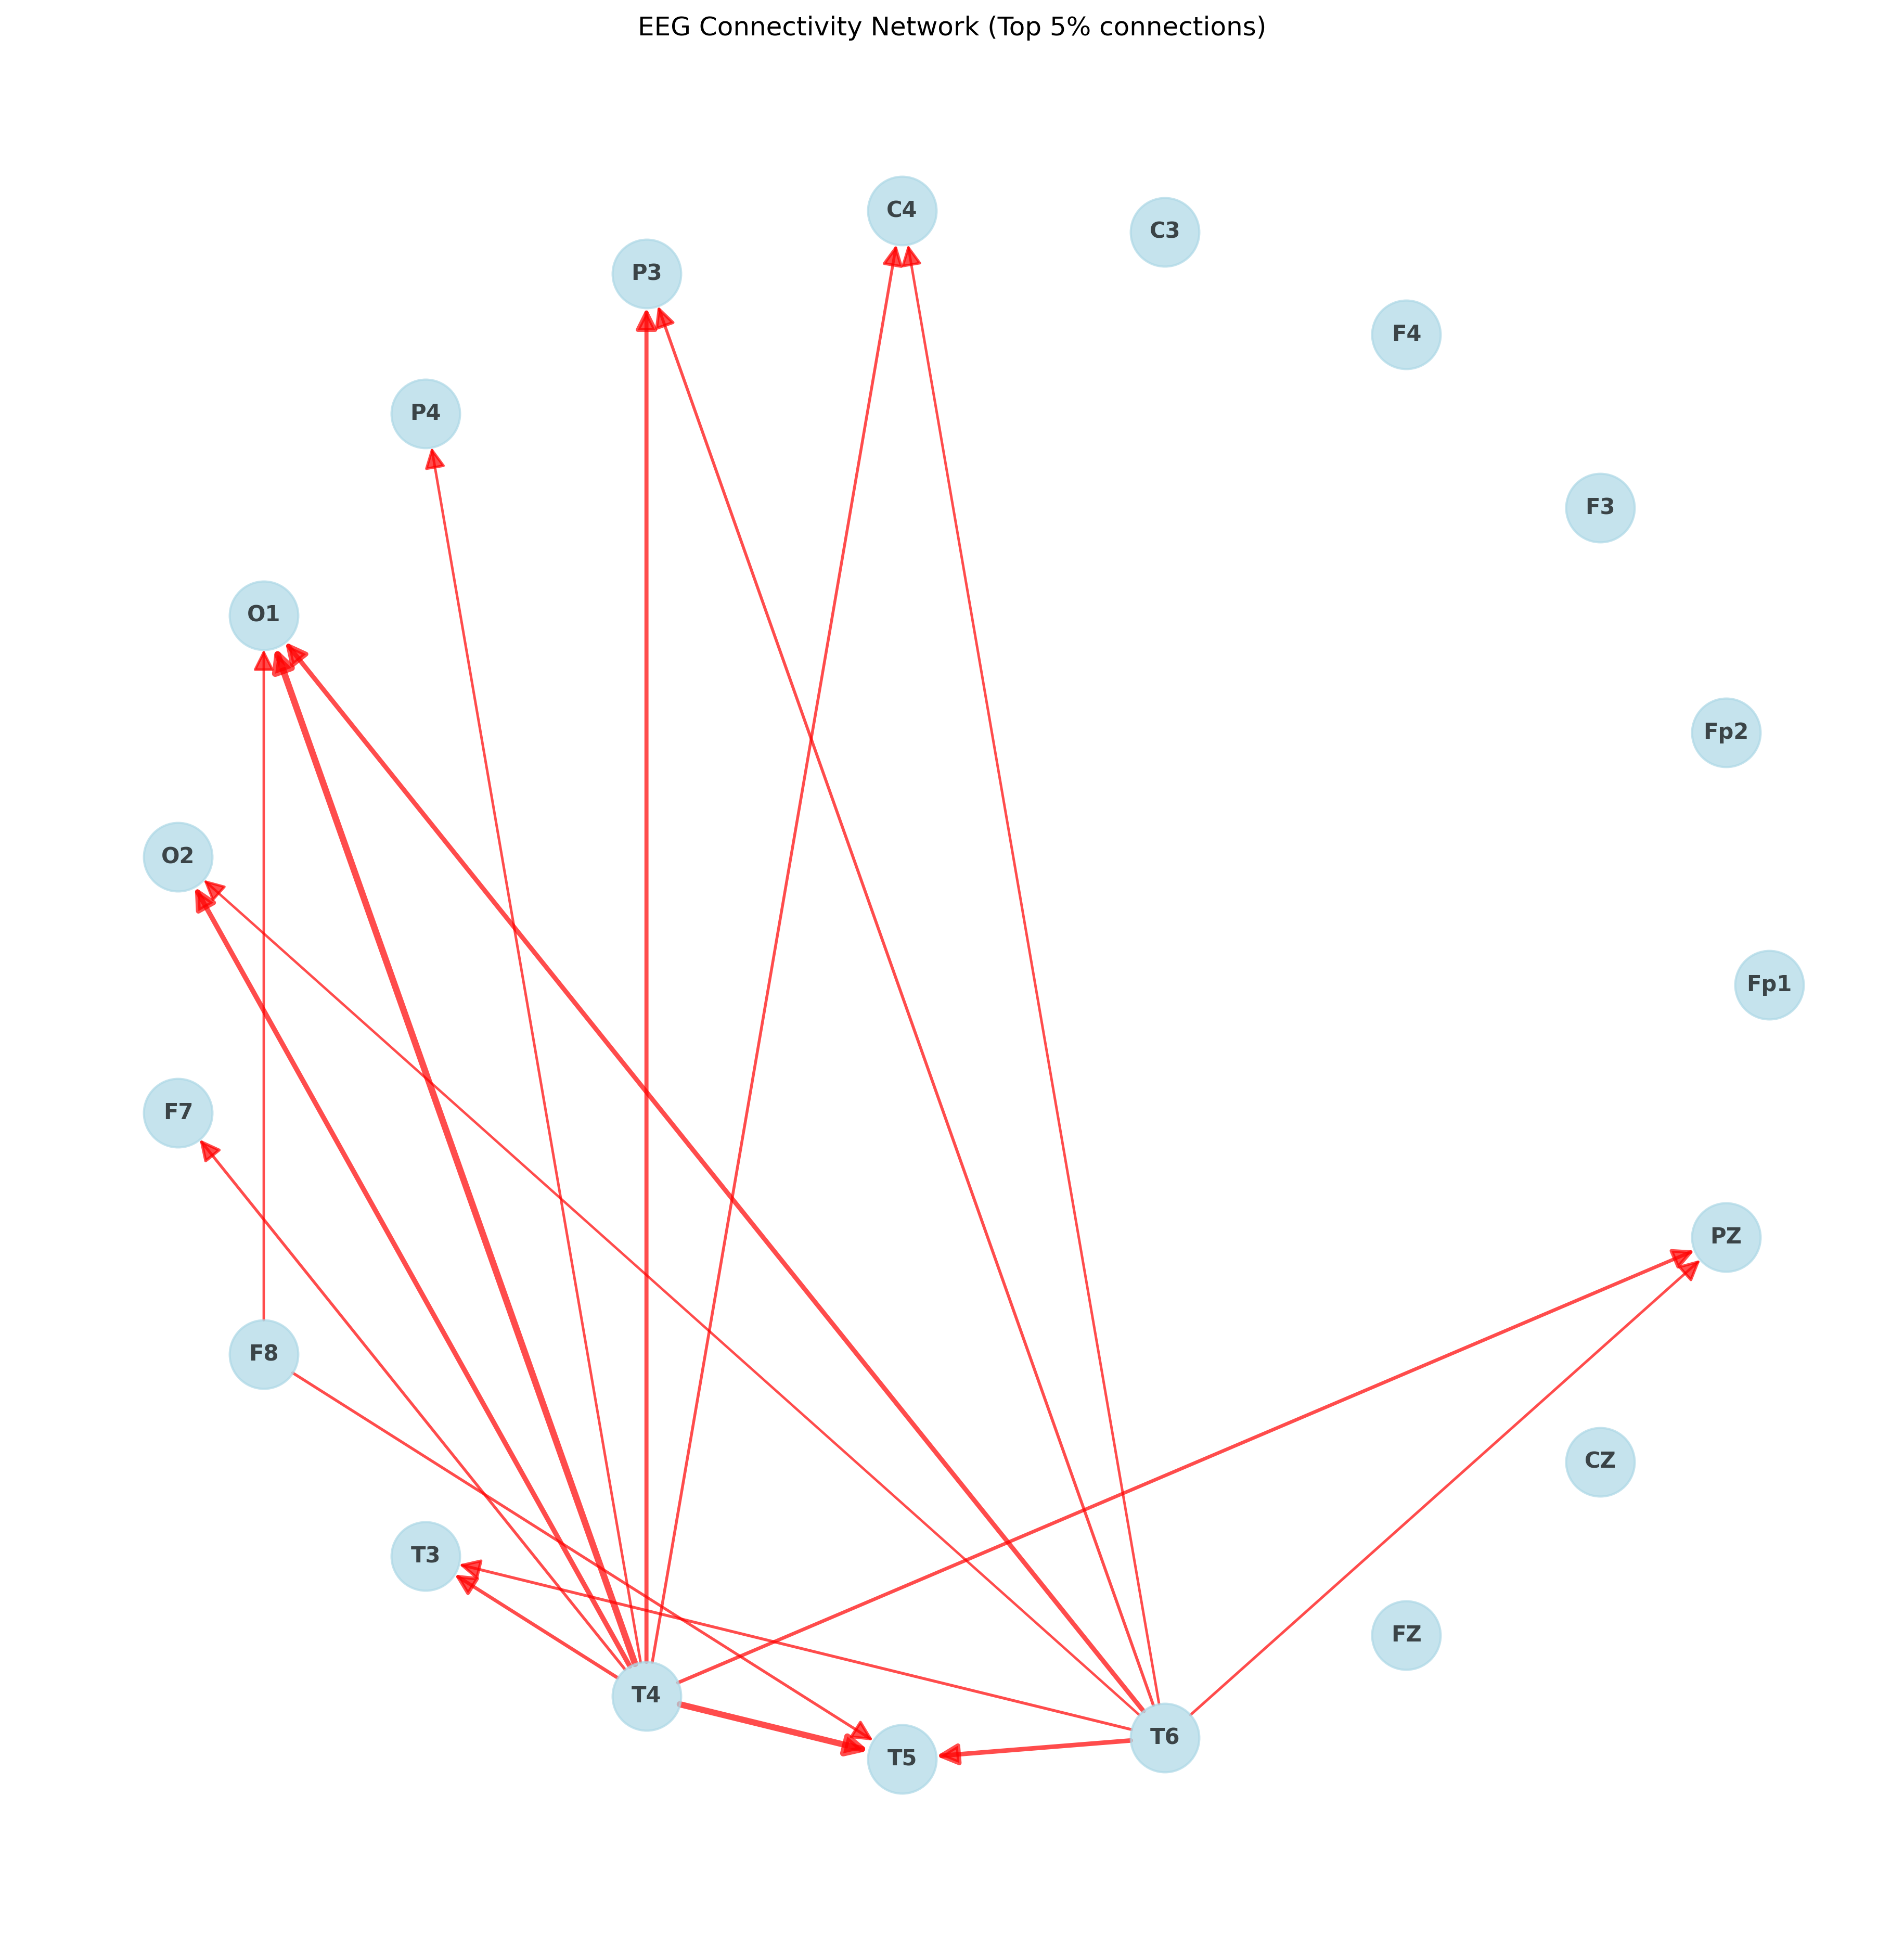 EEG Connectivity Network (Top 5% connections)
C4
C3
P3
F4
P4
F3
O1
Fp2
O2
Fp1
F7
PZ
F8
CZ
T3
FZ
T4
T6
T5